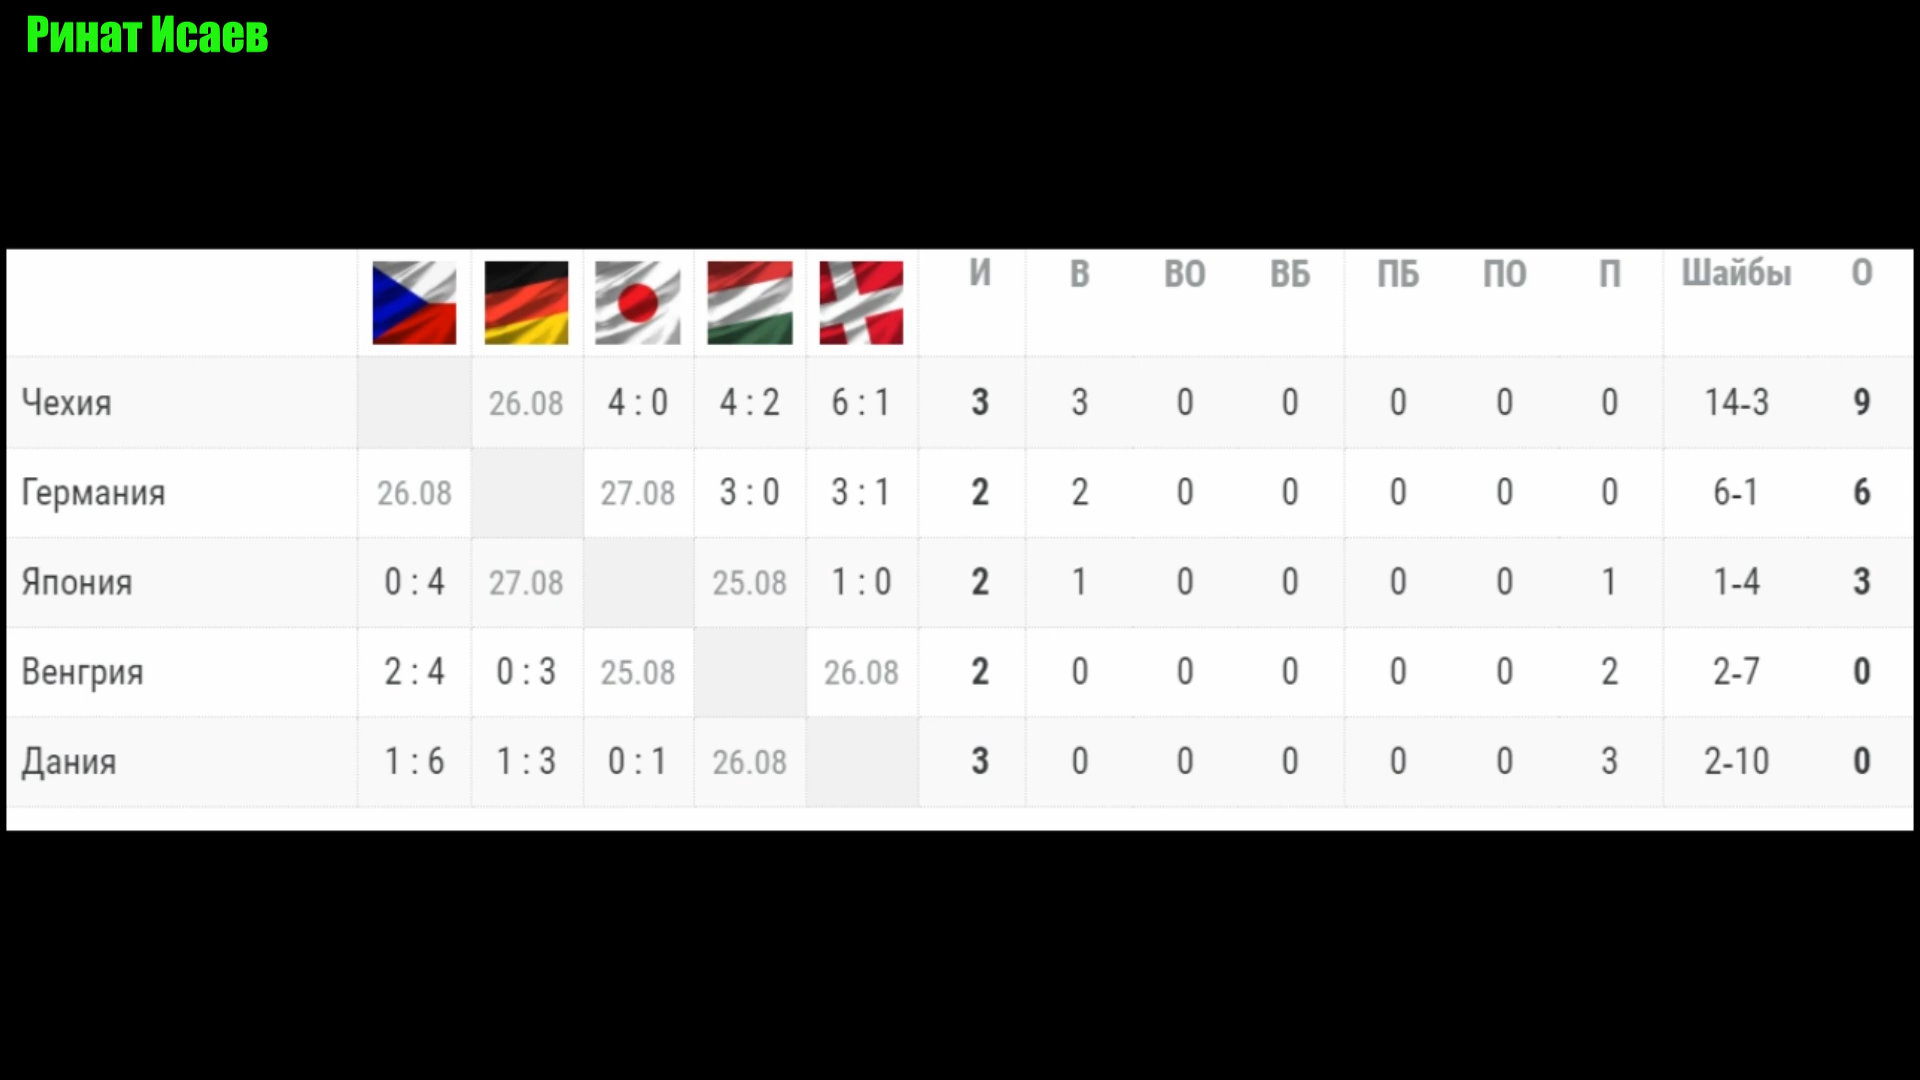 Ринат Исаев
И В ВО ВБ ПБ ПО П Шайбы О
Чехия 26.08 4 : 0 4 : 2 6 : 1 3 3 0 0 0 0 0 14-3 9
Германия 26.08 27.08 3 : 0 3 : 1 2 2 0 0 0 0 0 6-1 6
Япония 0 : 4 27.08 25.08 1 : 0 2 1 0 0 0 0 1 1-4 3
Венгрия 2 : 4 0 : 3 25.08 26.08 2 0 0 0 0 0 2 2-7 0
Дания 1 : 6 1 : 3 0 : 1 26.08 3 0 0 0 0 0 3 2-10 0